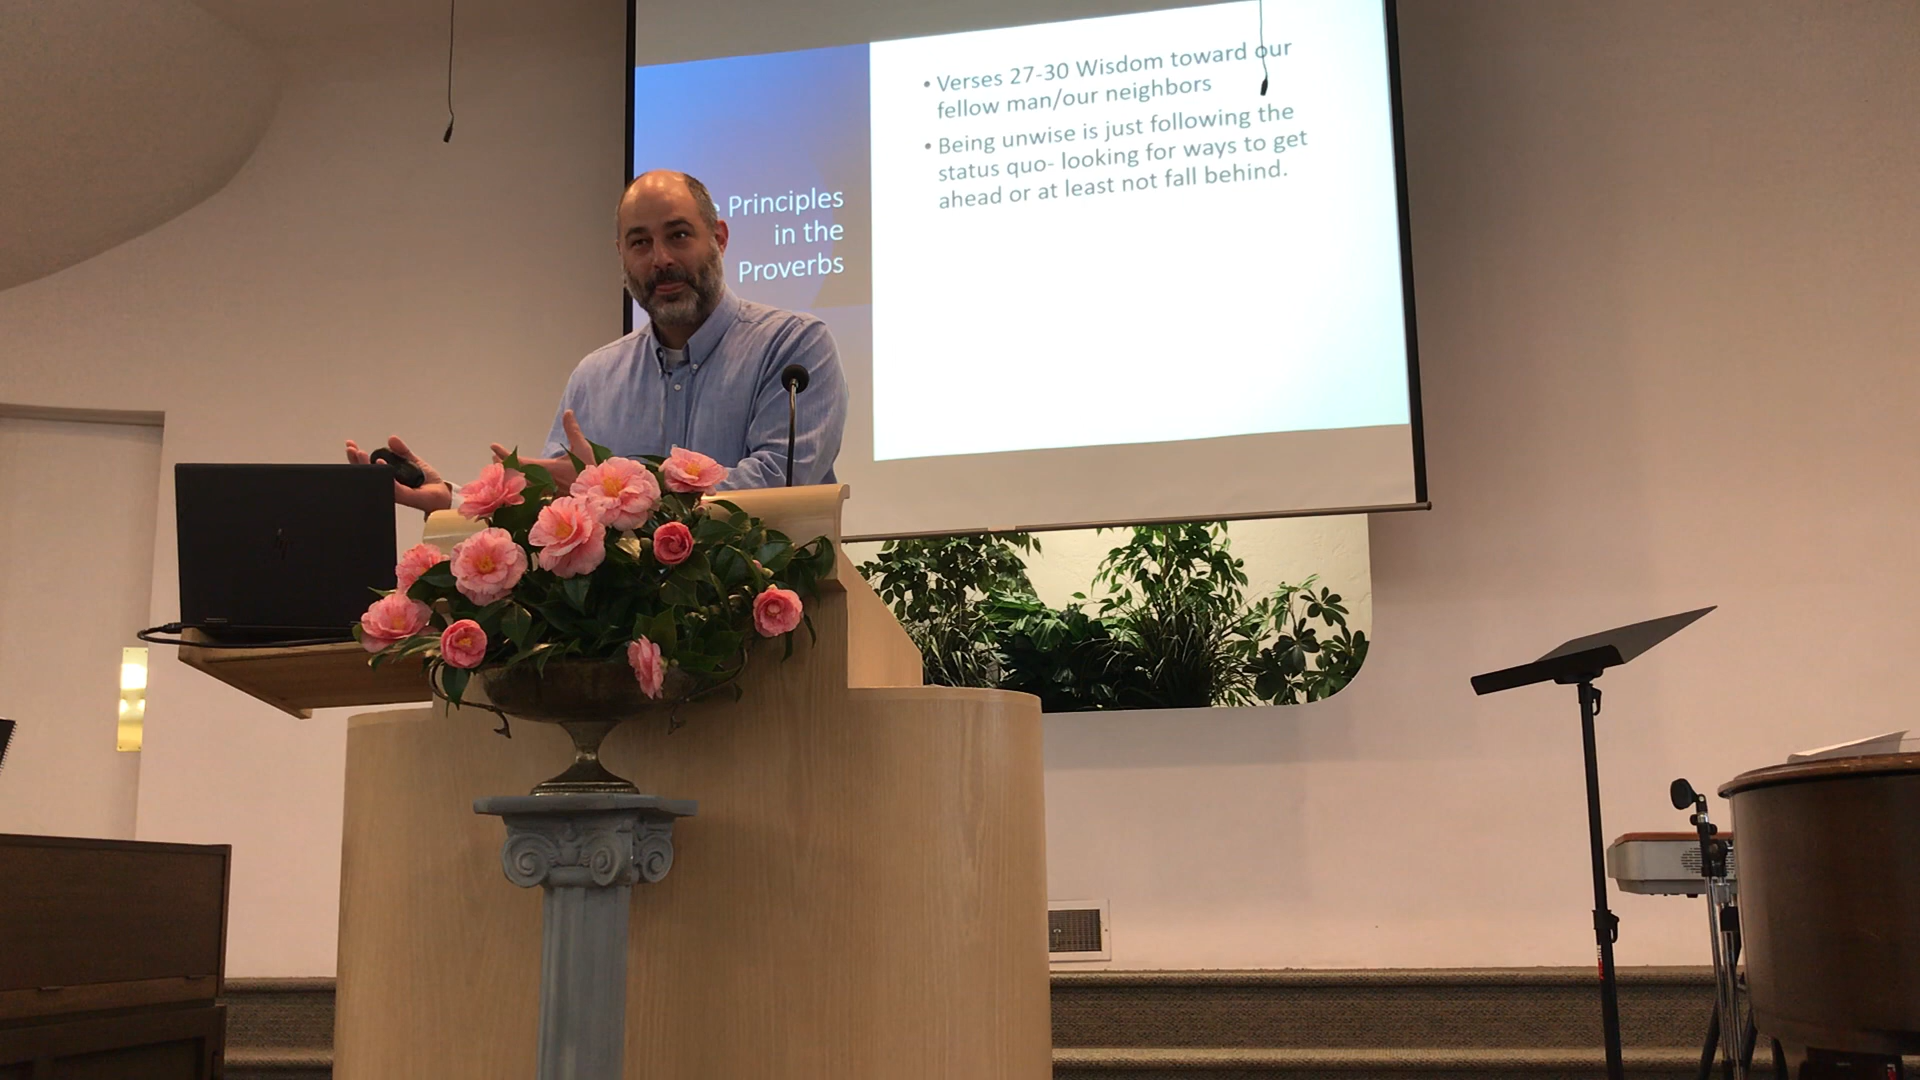 Principles
in the
Proverbs
• Verses 27-30 Wisdom toward our
fellow man/our neighbors
• Being unwise is just following the
status quo- looking for ways to get
ahead or at least not fall behind.